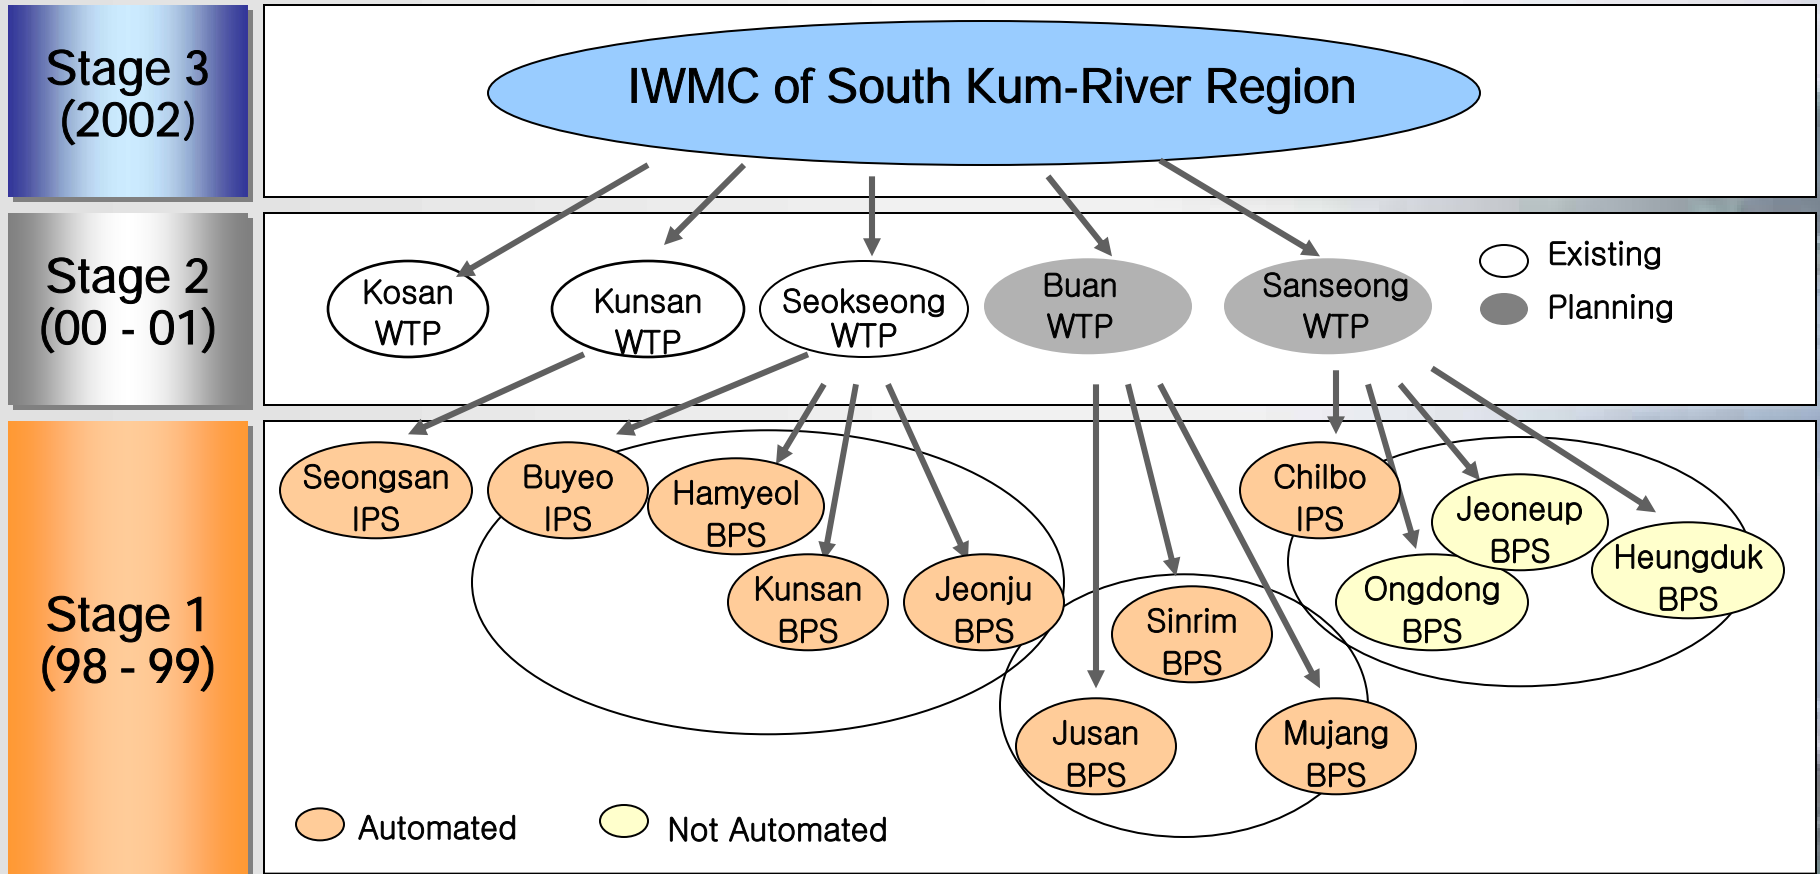 Stage 3
(2002)
IWMC of South Kum-River Region
Stage 2
(00 - 01)
Kosan
WTP
Kunsan
WTP
Seokseong
WTP
Buan
WTP
Sanseong
WTP
Existing
Planning
Stage 1
(98 - 99)
Seongsan
IPS
Buyeo
IPS
Hamyeol
BPS
Kunsan
BPS
Jeonju
BPS
Sinrim
BPS
Jusan
BPS
Mujang
BPS
Chilbo
IPS
Jeoneup
BPS
Ongdong
BPS
Heungduk
BPS
Automated
Not Automated